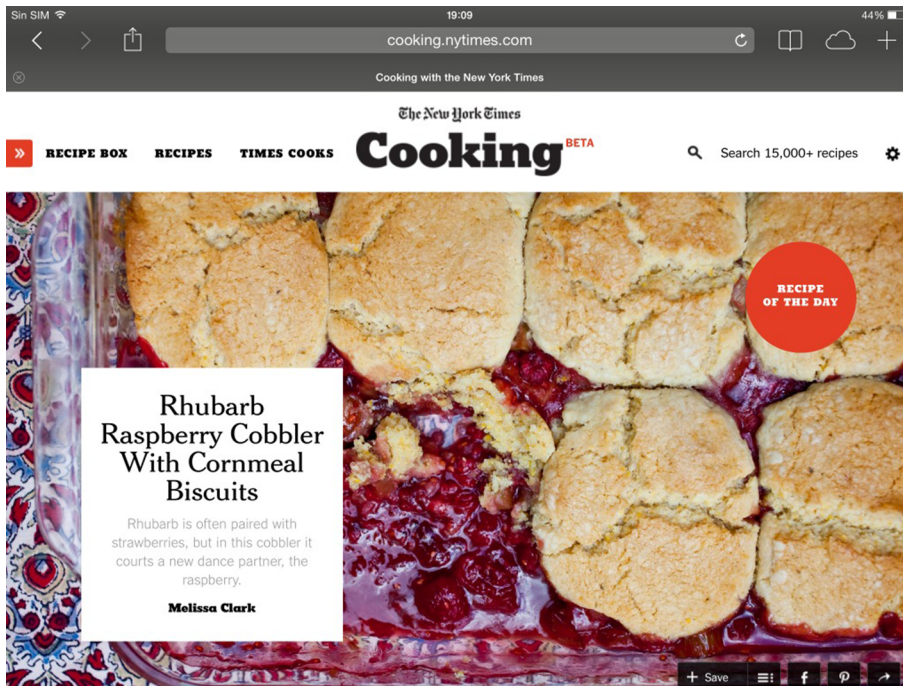 Sin SIM 19:09 44%
cooking.nytimes.com
Cooking with the New York Times
The New York Times
RECIPE BOX RECIPES TIMES COOKS Cooking BETA Search 15,000+ recipes
RECIPE
OF THE DAY
Rhubarb
Raspberry Cobbler
With Cornmeal
Biscuits
Rhubarb is often paired with
strawberries, but in this cobbler it
courts a new dance partner, the
raspberry.
Melissa Clark
+ Save